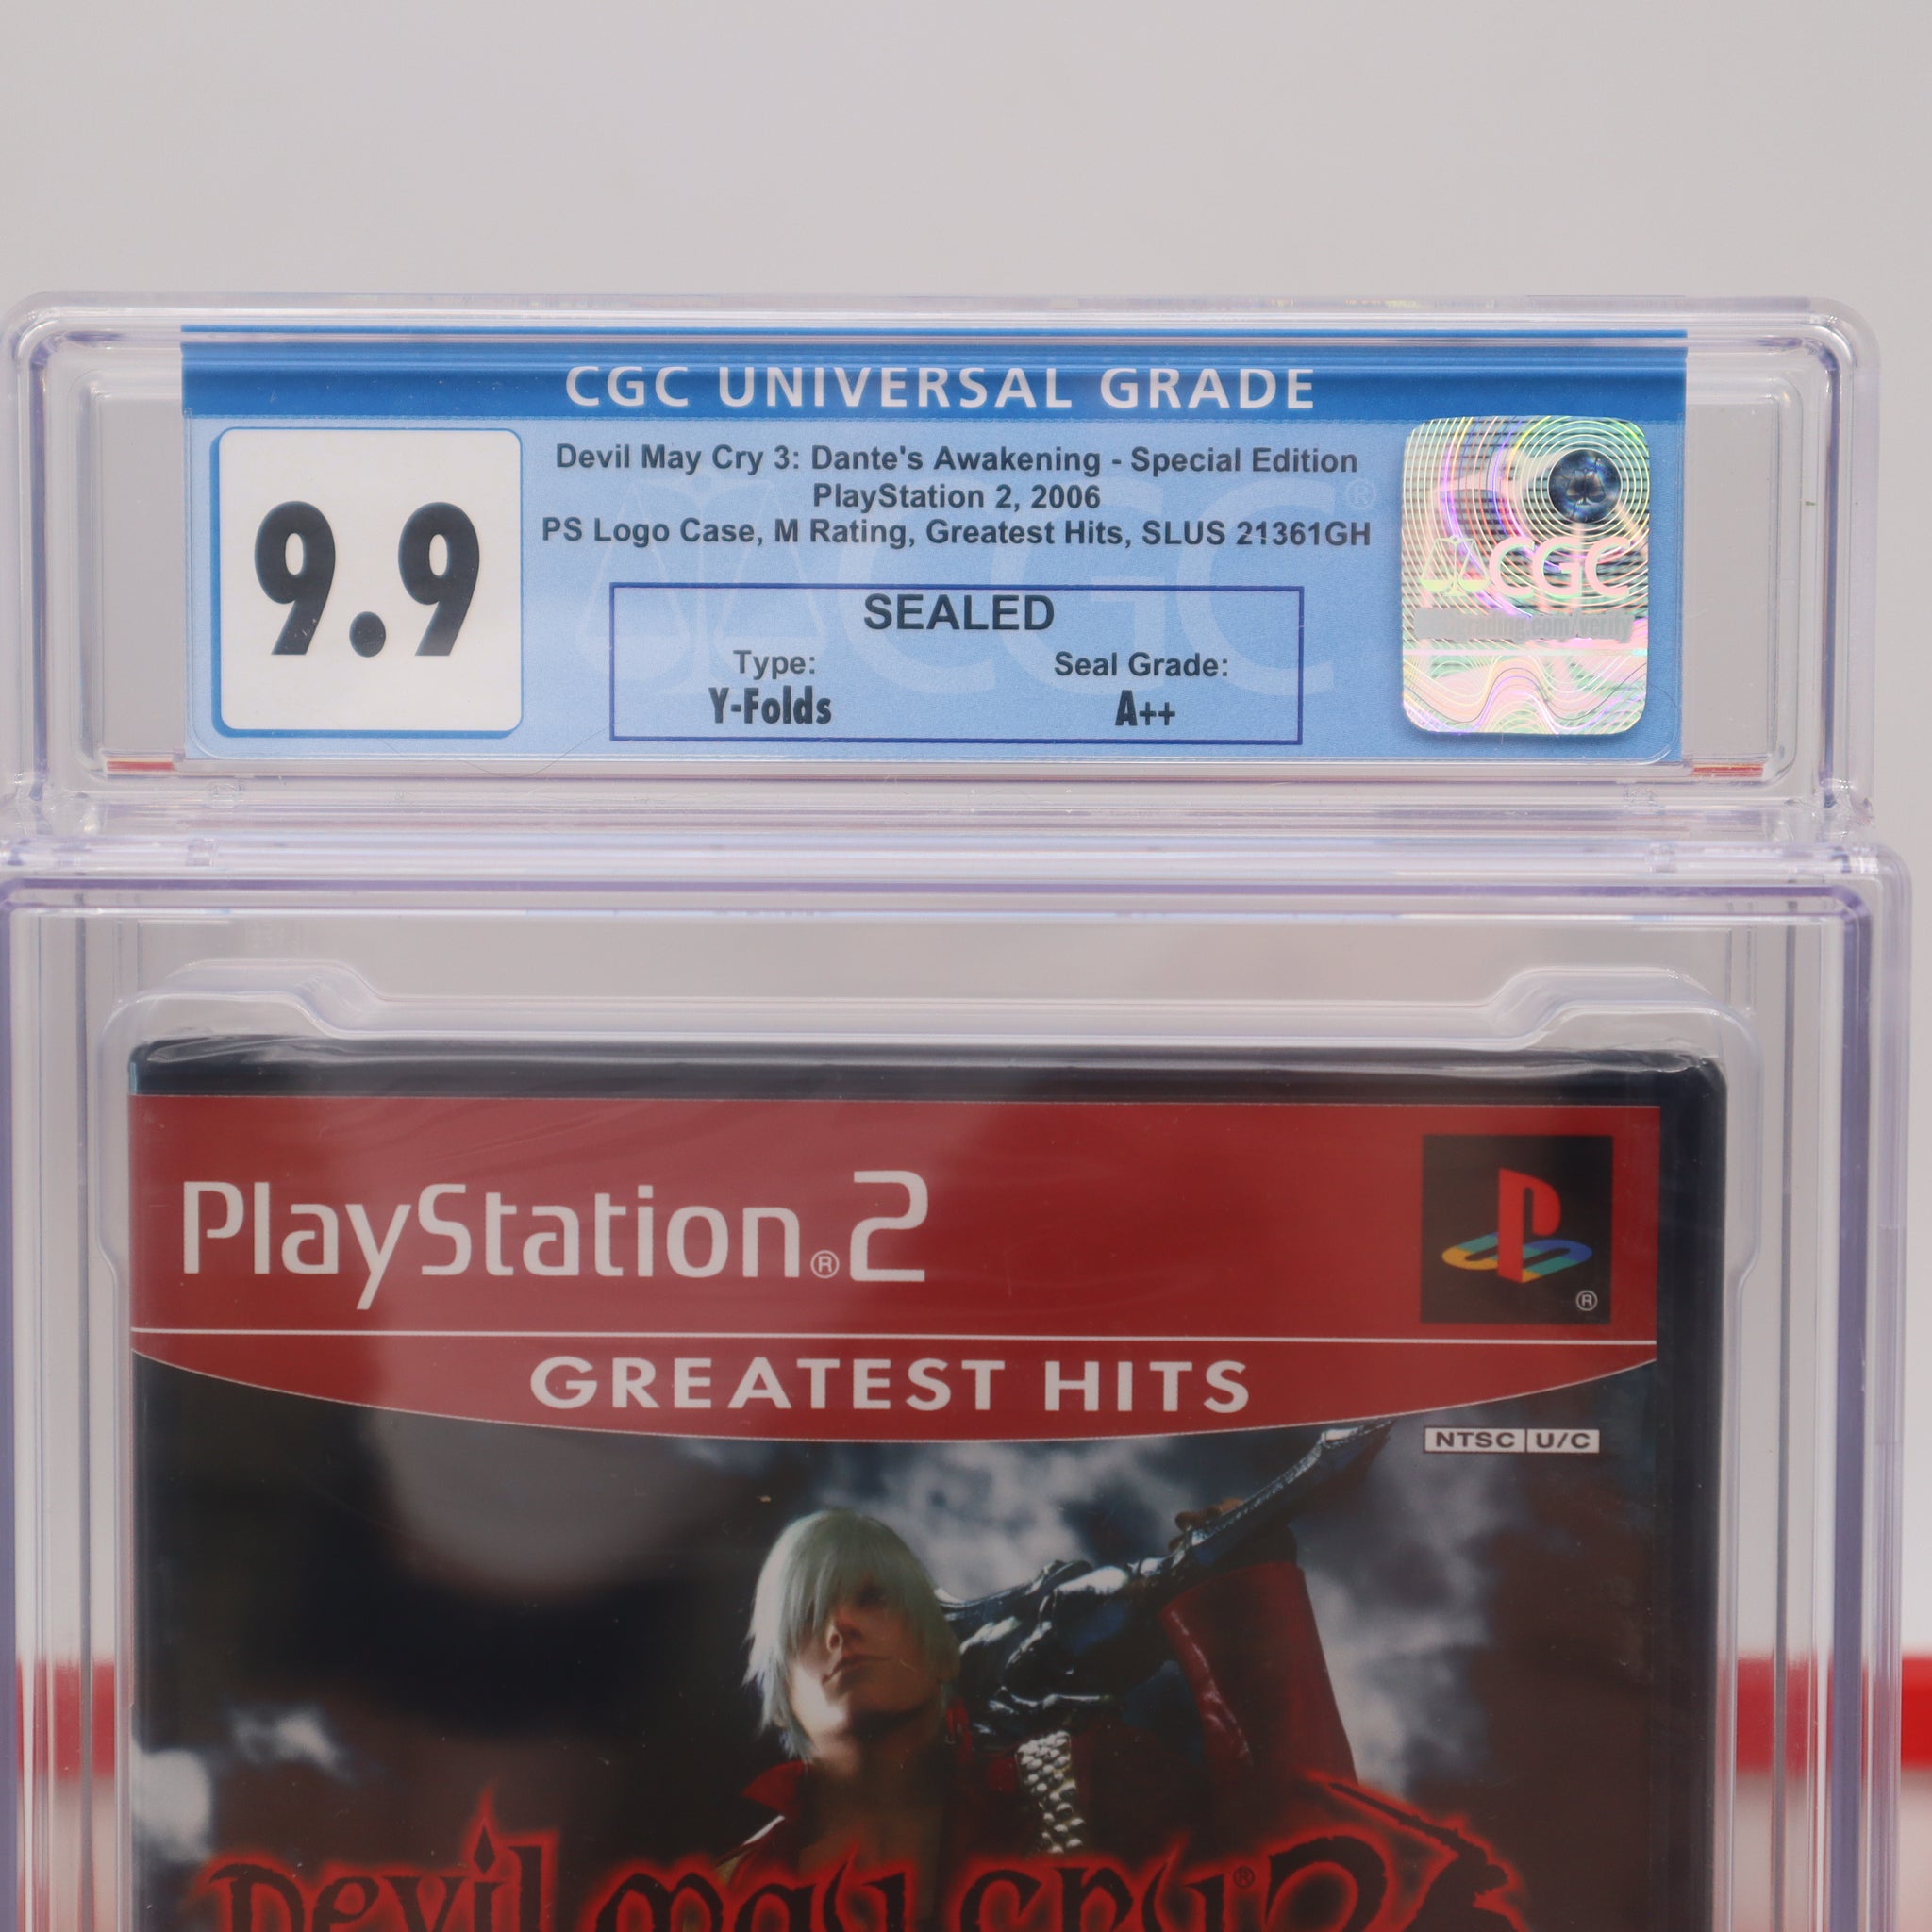 CGC UNIVERSAL GRADE
9.9
Devil May Cry 3: Dante's Awakening - Special Edition
PlayStation 2, 2006
PS Logo Case, M Rating, Greatest Hits, SLUS 21361GH
SEALED
Type:
Seal Grade:
Y-Folds
A++
CGC
CGC®
PlayStation®2
®
GREATEST HITS
NTSC U/C
Devil may cry® 3